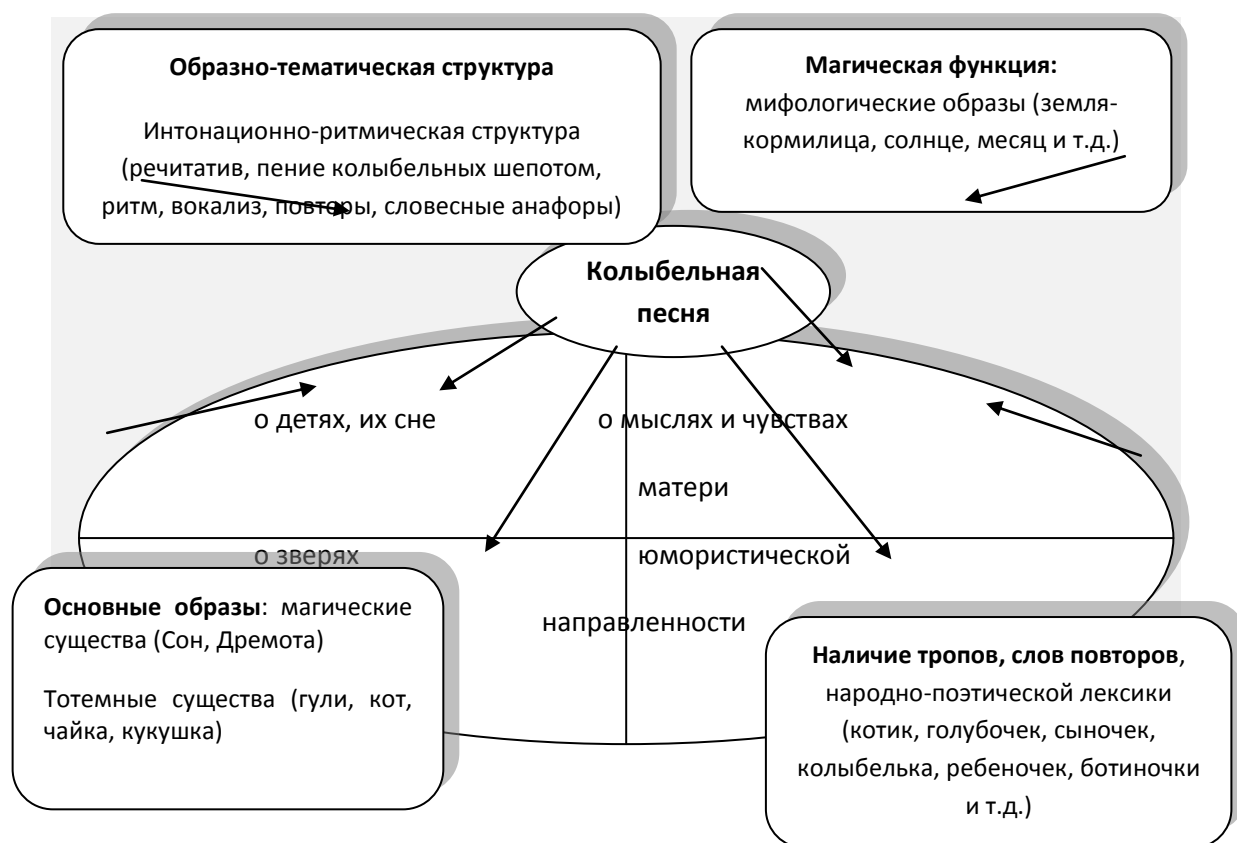 Образно-тематическая структура
Интонационно-ритмическая структура
(речитатив, пение колыбельных шепотом,
ритм, вокализ, повторы, словесные анафоры)
Магическая функция:
мифологические образы (земля-
кормилица, солнце, месяц и т.д.)
Колыбельная
песня
о детях, их сне
о мыслях и чувствах
матери
о зверях
юмористической
направленности
Основные образы: магические
существа (Сон, Дремота)
Тотемные существа (гули, кот,
чайка, кукушка)
Наличие тропов, слов повторов,
народно-поэтической лексики
(котик, голубочек, сыночек,
колыбелька, ребеночек, ботиночки
и т.д.)